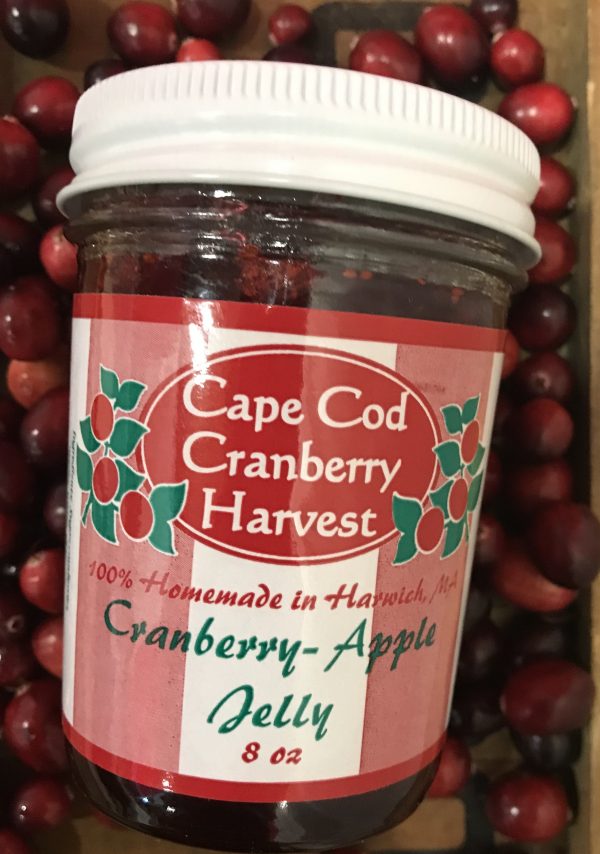 Cape Cod
Cranberry
Harvest
100% Homemade in Harwich, MA
Cranberry-Apple
Jelly
8 oz